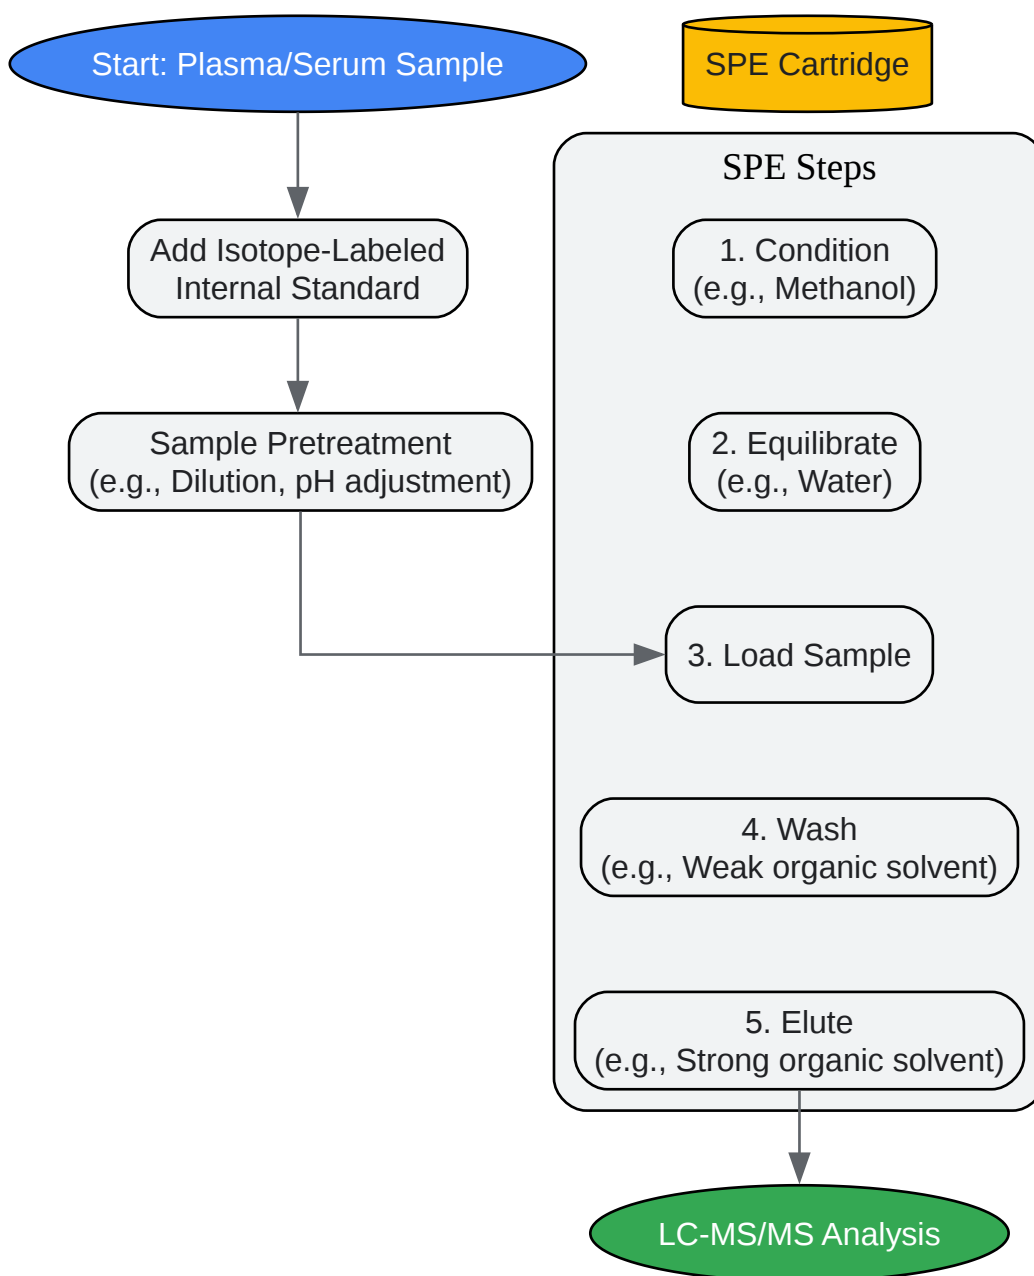 Start: Plasma/Serum Sample
SPE Cartridge
SPE Steps
Add Isotope-Labeled
Internal Standard
1. Condition
(e.g., Methanol)
Sample Pretreatment
(e.g., Dilution, pH adjustment)
2. Equilibrate
(e.g., Water)
3. Load Sample
4. Wash
(e.g., Weak organic solvent)
5. Elute
(e.g., Strong organic solvent)
LC-MS/MS Analysis